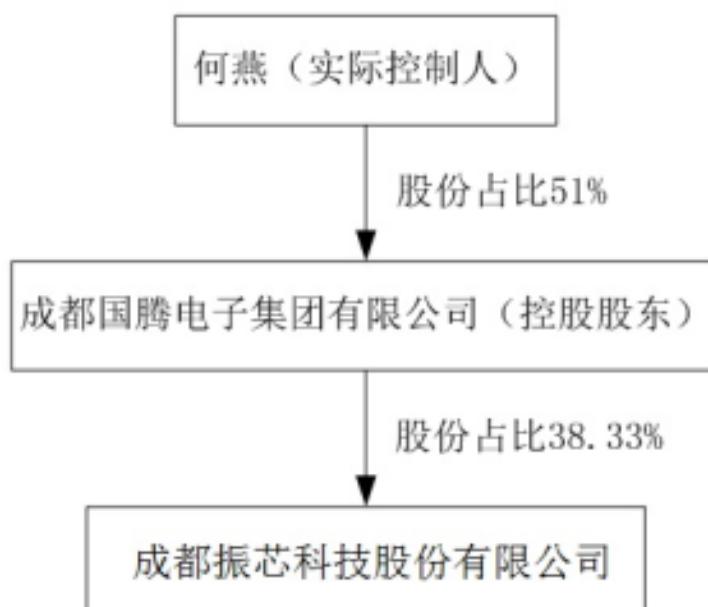 何燕（实际控制人）
股份占比51%
成都国腾电子集团有限公司（控股股东）
股份占比38.33%
成都振芯科技股份有限公司